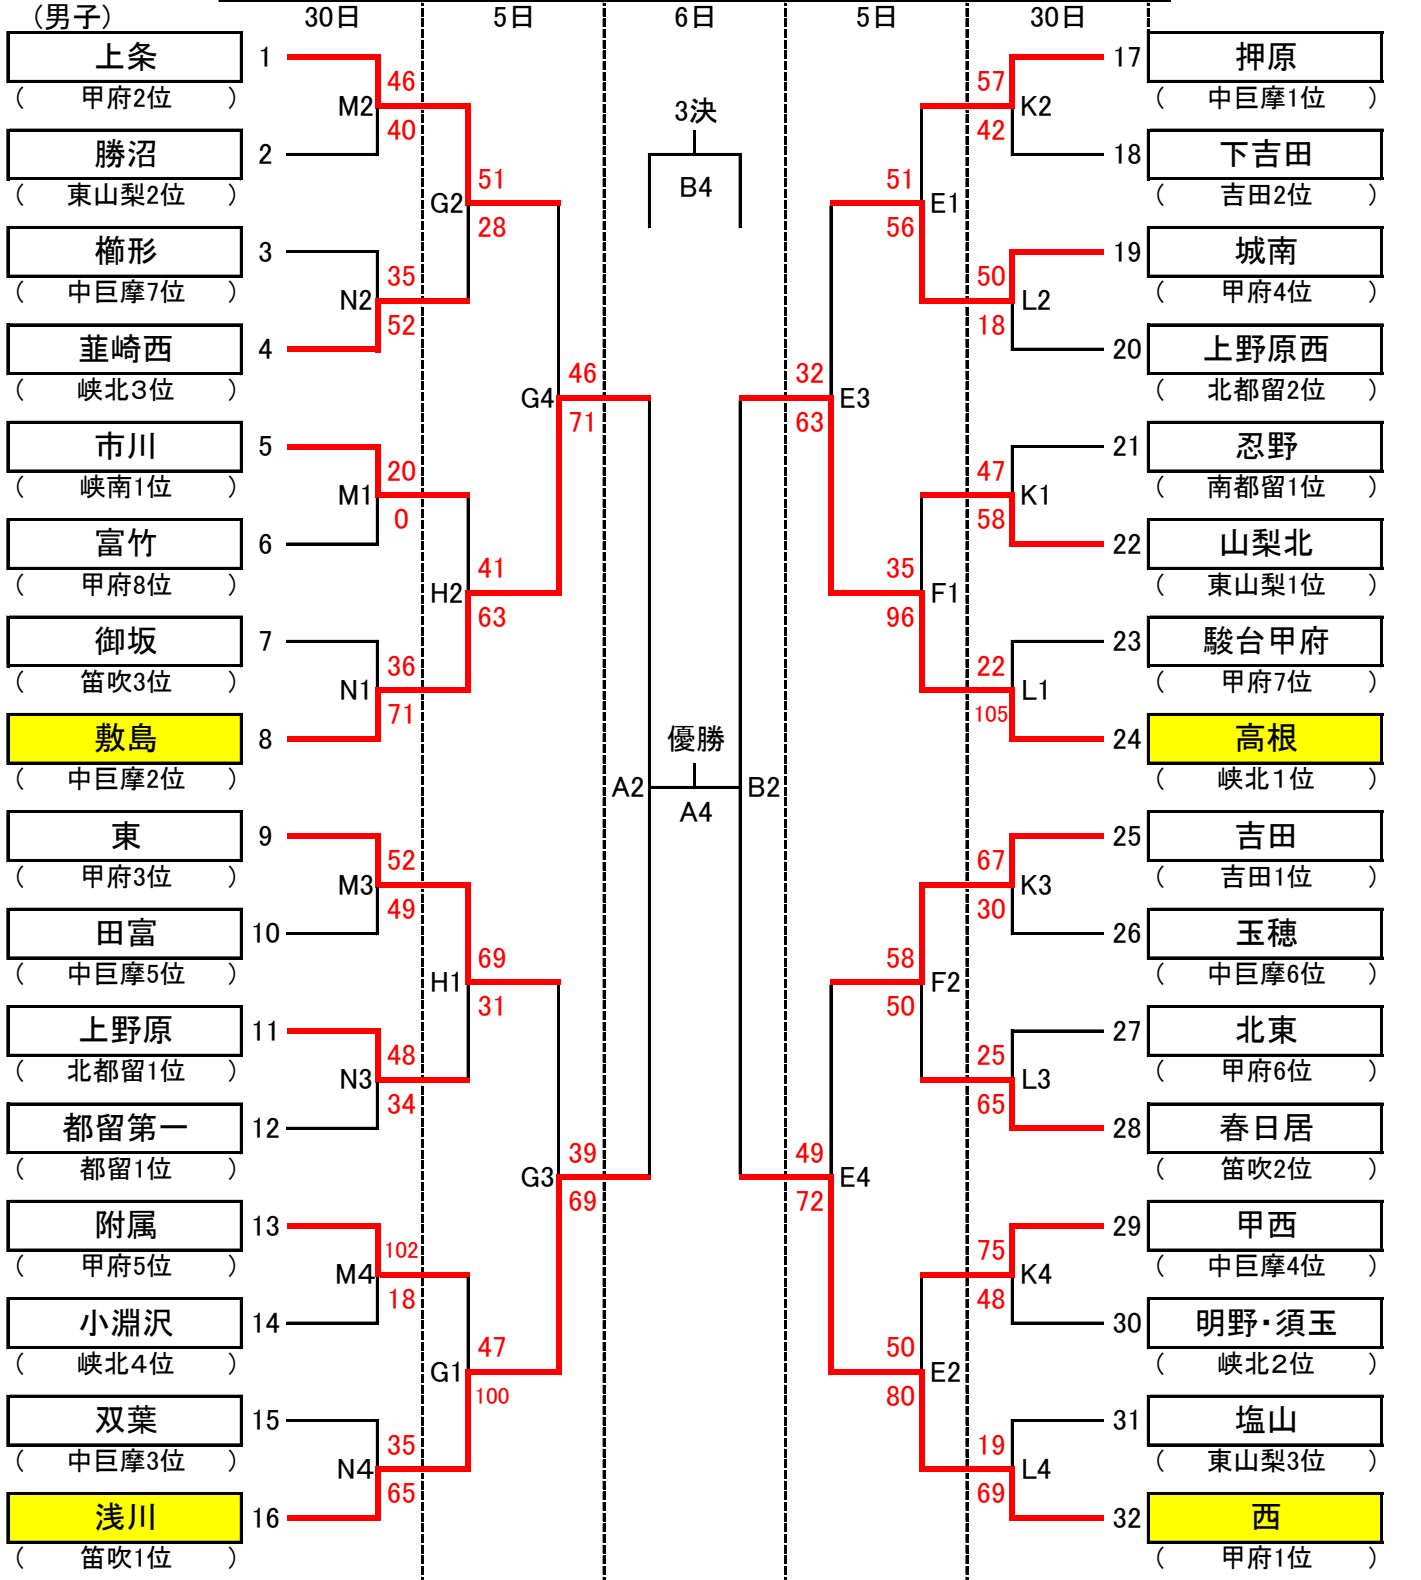 （男子）
30日 5日 6日 5日 30日
上条 1 17 押原
（ 甲府2位 ） 46 57 （ 中巨摩1位 ）
M2 3決 K2
40 42
勝沼 2 18 下吉田
（ 東山梨2位 ） 51 B4 51 （ 吉田2位 ）
G2 E1
28 56
櫛形 3 19 城南
（ 中巨摩7位 ） 35 50 （ 甲府4位 ）
N2 L2
52 18
韮崎西 4 20 上野原西
（ 峡北３位 ） 46 32 （ 北都留2位 ）
G4 E3
71 63
市川 5 21 忍野
（ 峡南1位 ） 20 47 （ 南都留1位 ）
M1 K1
0 58
富竹 6 22 山梨北
（ 甲府8位 ） 41 35 （ 東山梨1位 ）
H2 F1
63 96
御坂 7 23 駿台甲府
（ 笛吹3位 ） 36 22 （ 甲府7位 ）
N1 L1
71 105
敷島 8 優勝 24 高根
（ 中巨摩2位 ） A2 B2 （ 峡北１位 ）
A4
東 9 25 吉田
（ 甲府3位 ） 52 67 （ 吉田1位 ）
M3 K3
49 30
田富 10 26 玉穂
（ 中巨摩5位 ） 69 58 （ 中巨摩6位 ）
H1 F2
31 50
上野原 11 27 北東
（ 北都留1位 ） 48 25 （ 甲府6位 ）
N3 L3
34 65
都留第一 12 28 春日居
（ 都留1位 ） 39 49 （ 笛吹2位 ）
G3 E4
69 72
附属 13 29 甲西
（ 甲府5位 ） 102 75 （ 中巨摩4位 ）
M4 K4
18 48
小淵沢 14 30 明野・須玉
（ 峡北４位 ） 47 50 （ 峡北２位 ）
G1 E2
100 80
双葉 15 31 塩山
（ 中巨摩3位 ） 35 19 （ 東山梨3位 ）
N4 L4
65 69
浅川 16 32 西
（ 笛吹1位 ） （ 甲府1位 ）